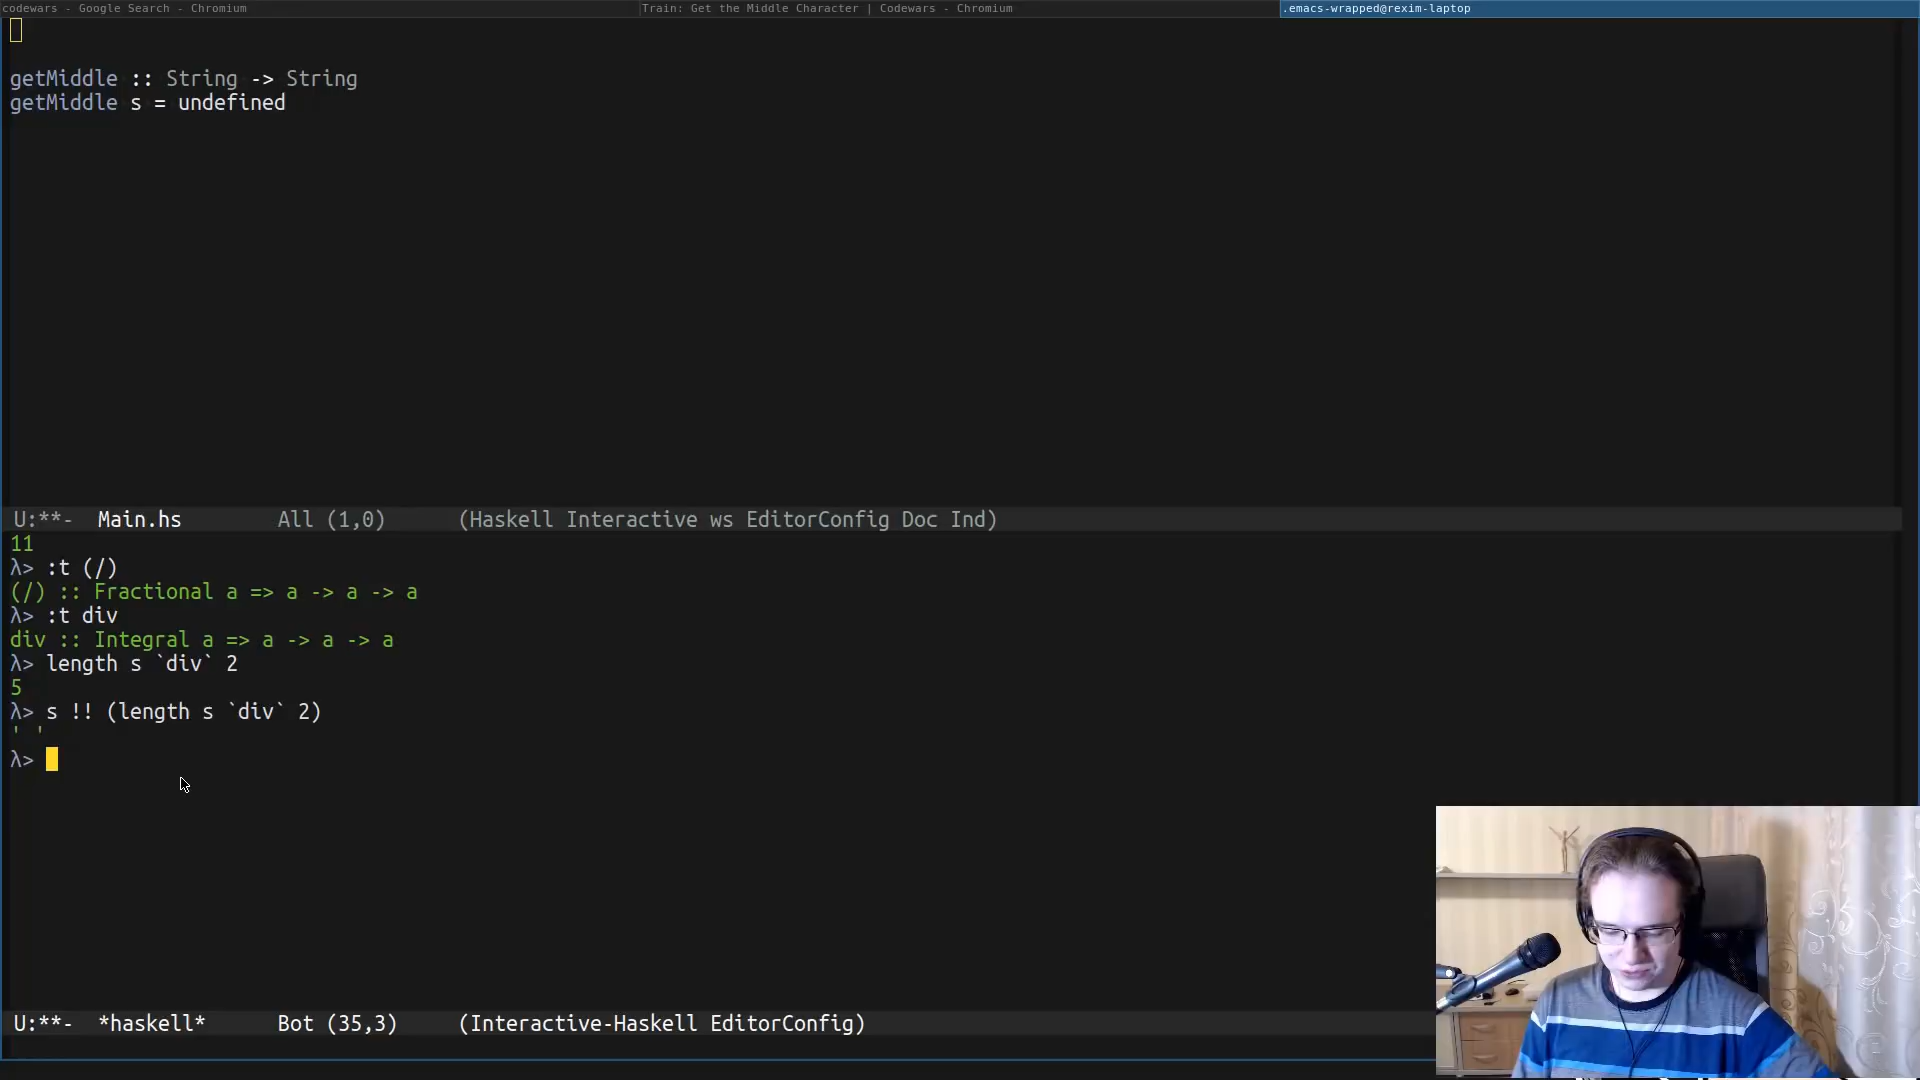 codewars - Google Search - Chromium
Train: Get the Middle Character | Codewars - Chromium
.emacs-wrapped@rexim-laptop
getMiddle :: String -> String
getMiddle s = undefined
U:**-  Main.hs        All (1,0)      (Haskell Interactive ws EditorConfig Doc Ind)
11
λ> :t (/)
(/) :: Fractional a => a -> a -> a
λ> :t div
div :: Integral a => a -> a -> a
λ> length s `div` 2
5
λ> s !! (length s `div` 2)
' '
λ>
U:**-  *haskell*      Bot (35,3)     (Interactive-Haskell EditorConfig)